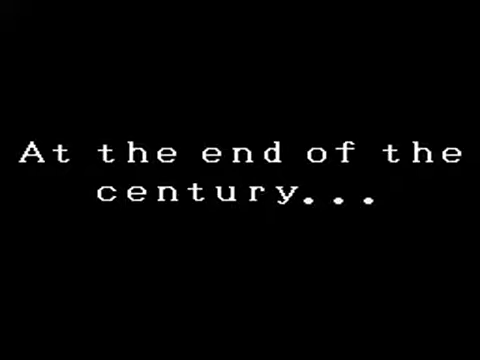 At the end of the
century...